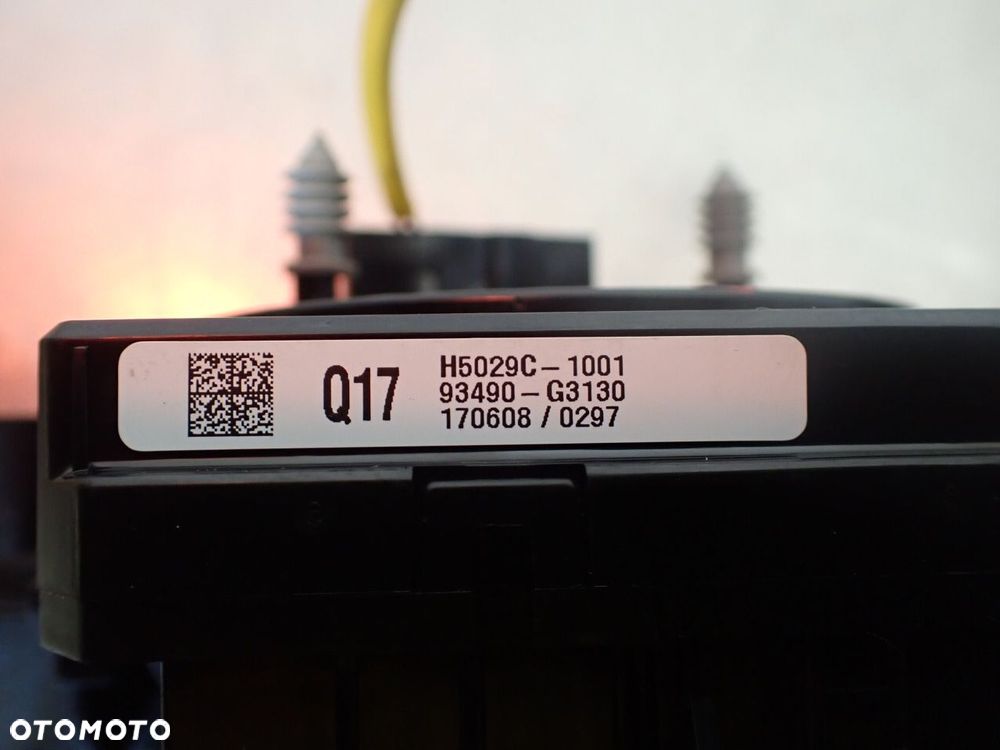 Q17
H5029C-1001
93490-G3130
170608 / 0297
OTOMOTO